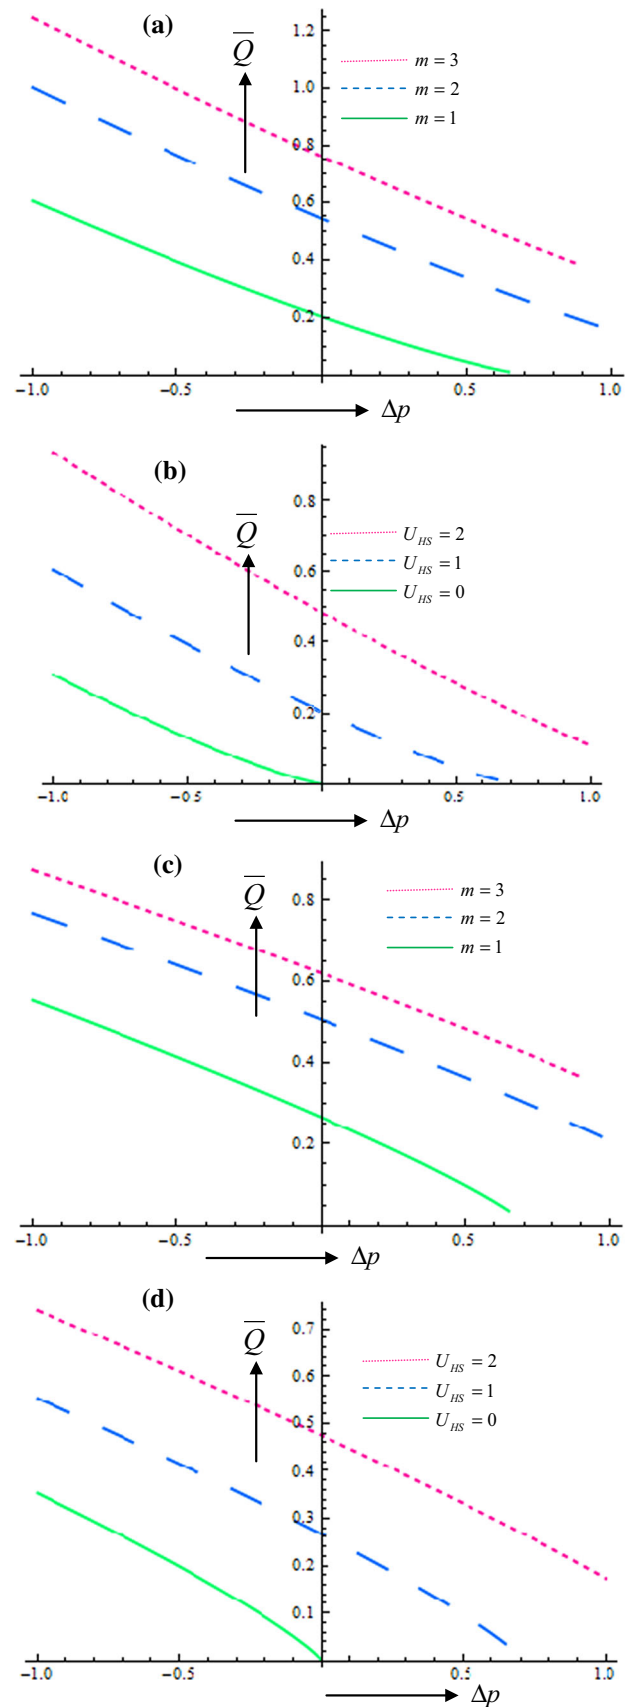 (a)
Q̅
m = 3
m = 2
m = 1
1.2
1.0
0.8
0.6
0.4
0.2
−1.0 −0.5 0.5 1.0
Δp
(b)
Q̅
U_HS = 2
U_HS = 1
U_HS = 0
0.8
0.6
0.4
0.2
−1.0 −0.5 0.5 1.0
Δp
(c)
Q̅
m = 3
m = 2
m = 1
0.8
0.6
0.4
0.2
−1.0 −0.5 0.5 1.0
Δp
(d)
Q̅
U_HS = 2
U_HS = 1
U_HS = 0
0.7
0.6
0.5
0.4
0.3
0.2
0.1
−1.0 −0.5 0.5 1.0
Δp